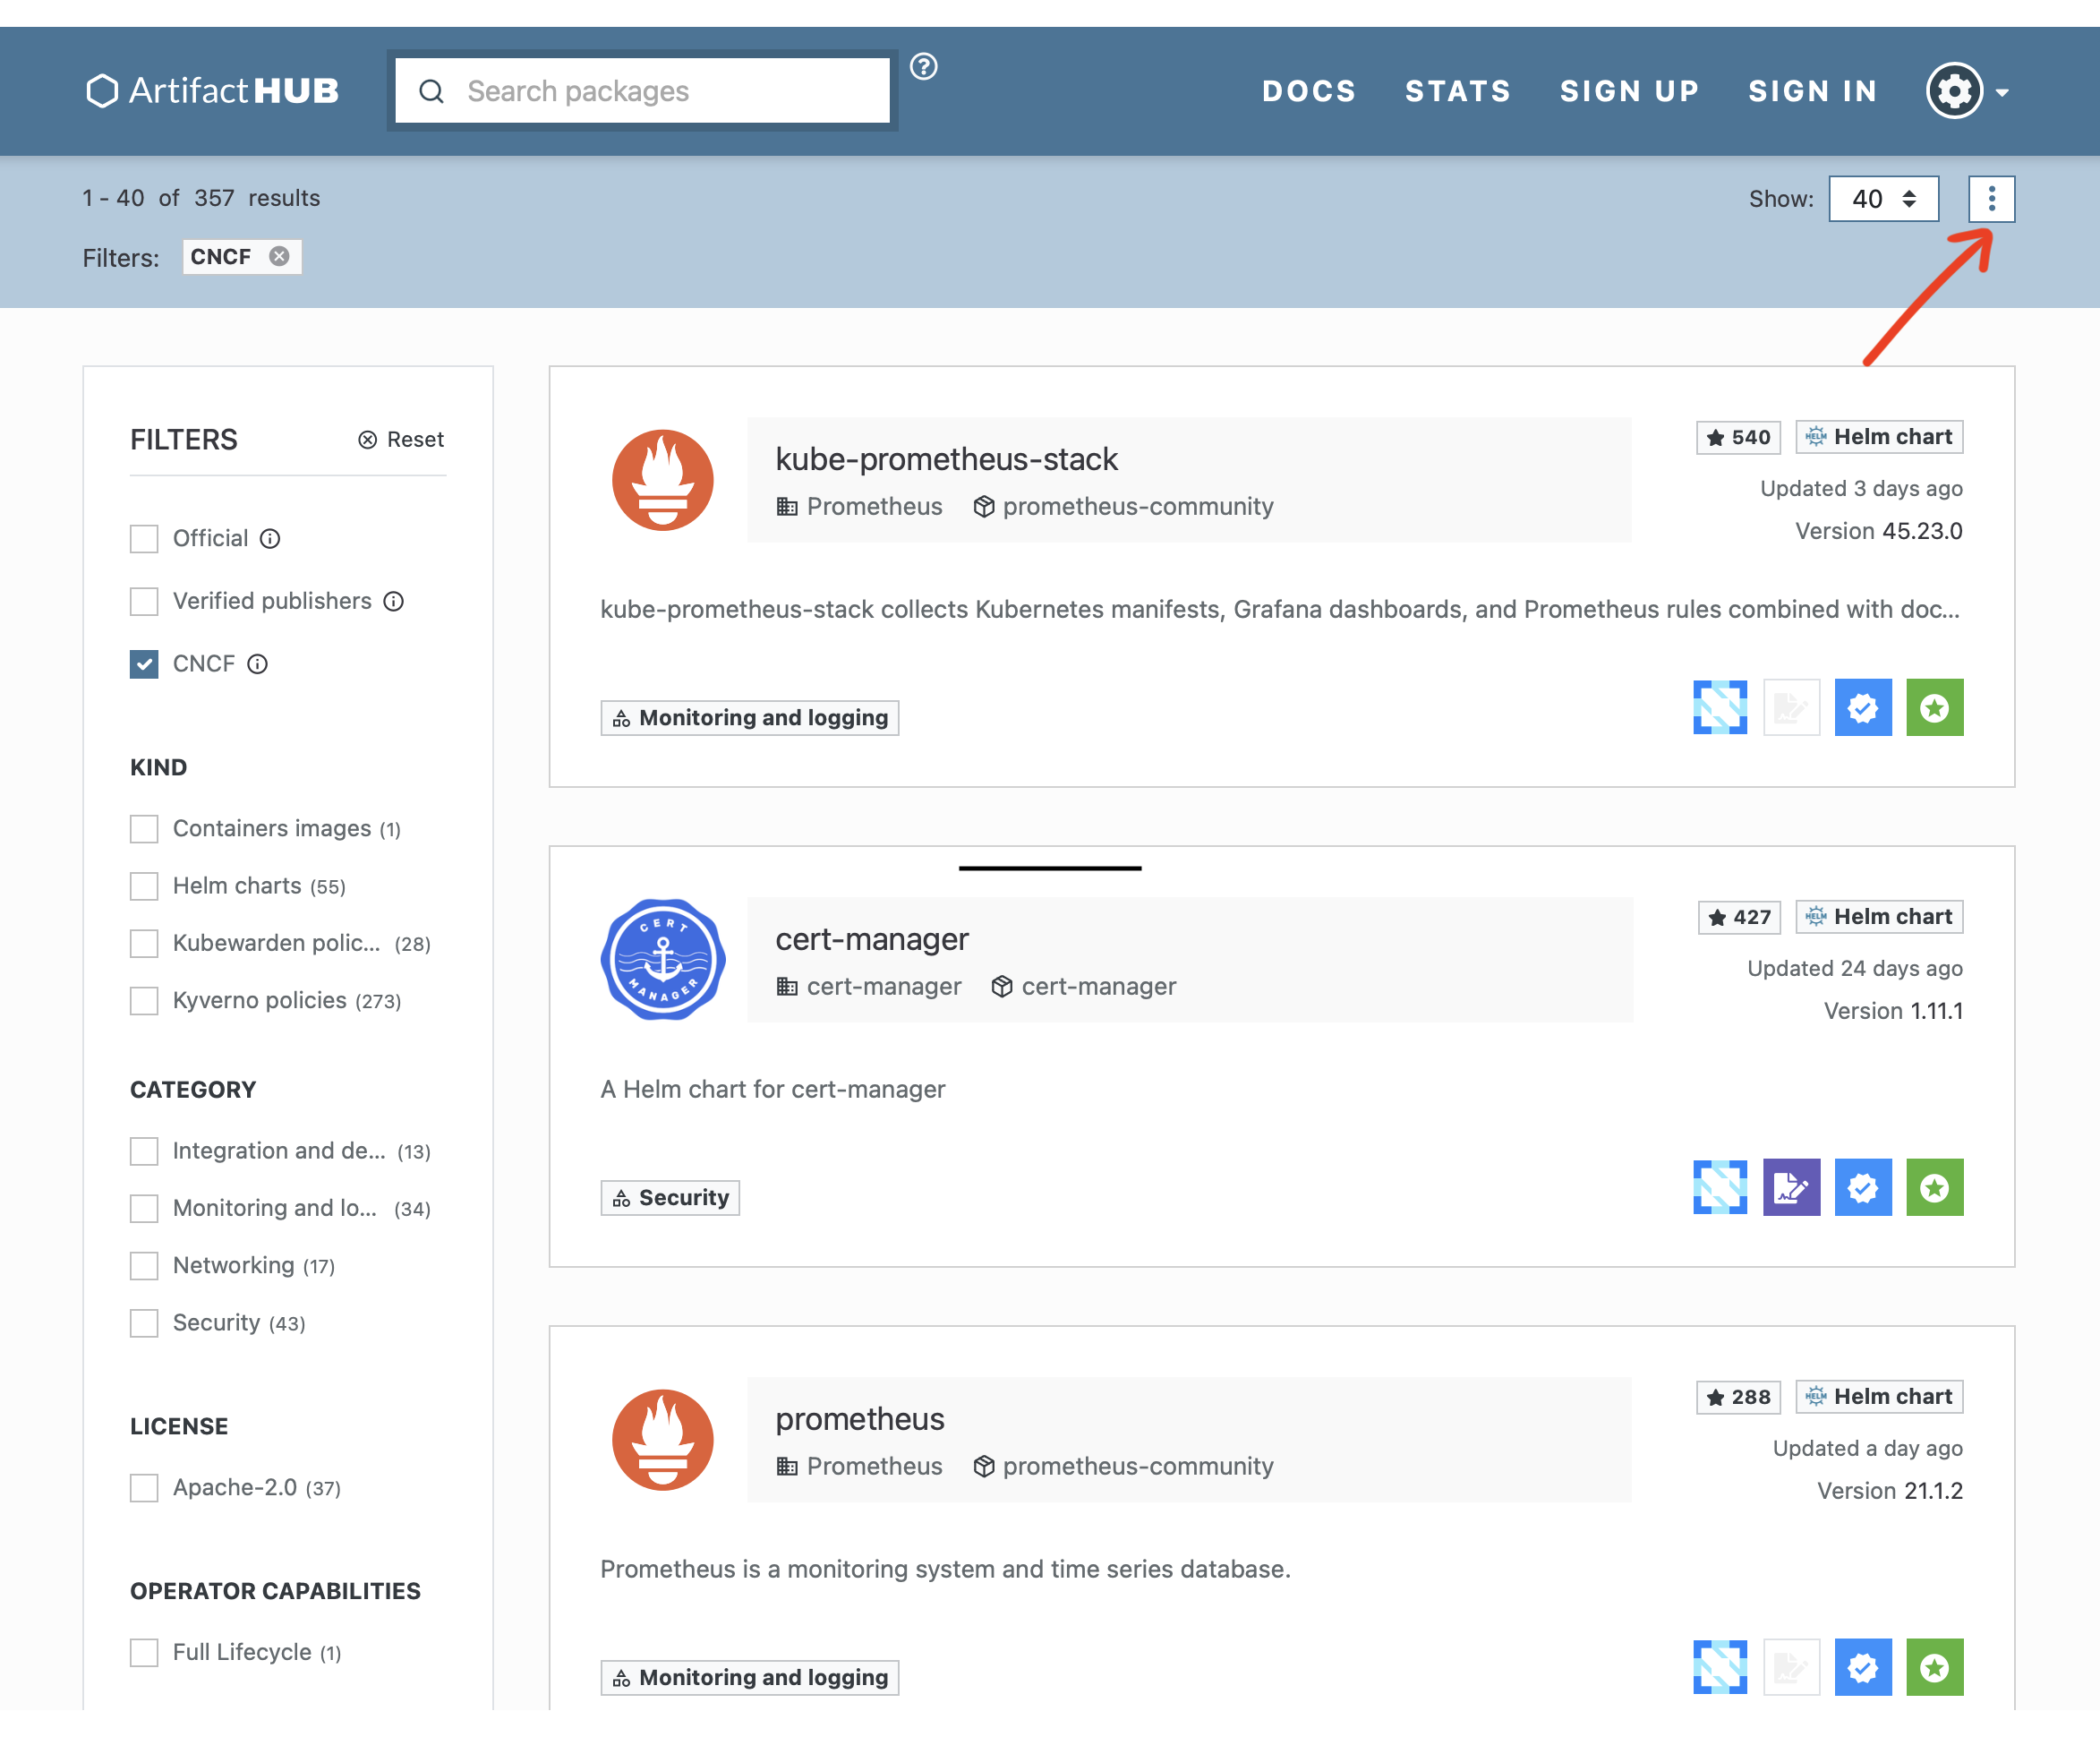 ArtifactHUB
Search packages
DOCS STATS SIGN UP SIGN IN
1 - 40 of 357 results
Show: 40
Filters: CNCF
FILTERS
Reset
Official
Verified publishers
CNCF
KIND
Containers images (1)
Helm charts (55)
Kubewarden polic... (28)
Kyverno policies (273)
CATEGORY
Integration and de... (13)
Monitoring and lo... (34)
Networking (17)
Security (43)
LICENSE
Apache-2.0 (37)
OPERATOR CAPABILITIES
Full Lifecycle (1)
kube-prometheus-stack
Prometheus prometheus-community
540 HELM Helm chart
Updated 3 days ago
Version 45.23.0
kube-prometheus-stack collects Kubernetes manifests, Grafana dashboards, and Prometheus rules combined with doc...
Monitoring and logging
CERT
MANAGER
cert-manager
cert-manager cert-manager
427 HELM Helm chart
Updated 24 days ago
Version 1.11.1
A Helm chart for cert-manager
Security
prometheus
Prometheus prometheus-community
288 HELM Helm chart
Updated a day ago
Version 21.1.2
Prometheus is a monitoring system and time series database.
Monitoring and logging